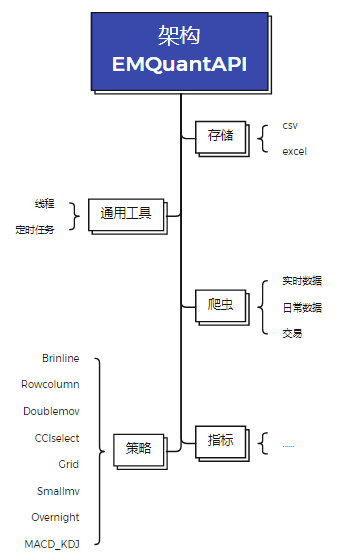 架构
EMQuantAPI
存储
csv
excel
通用工具
线程
定时任务
爬虫
实时数据
日常数据
交易
策略
Brinline
Rowcolumn
Doublemov
CCIselect
Grid
Smallmv
Overnight
MACD_KDJ
指标
......